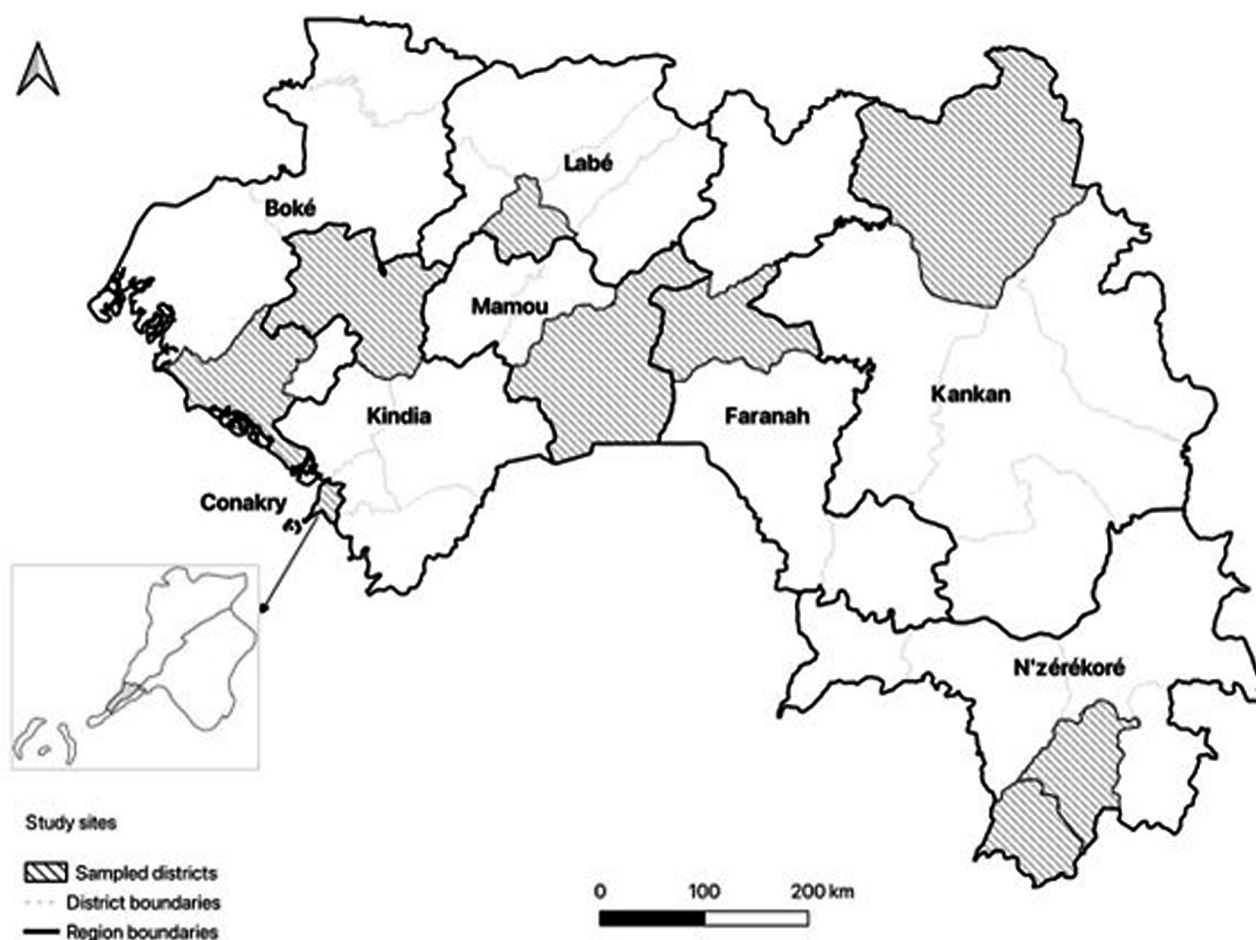 Labé
Boké
Mamou
Kankan
Kindia
Faranah
Conakry
N'zérékoré
Study sites
Sampled districts
District boundaries
Region boundaries
0 100 200 km